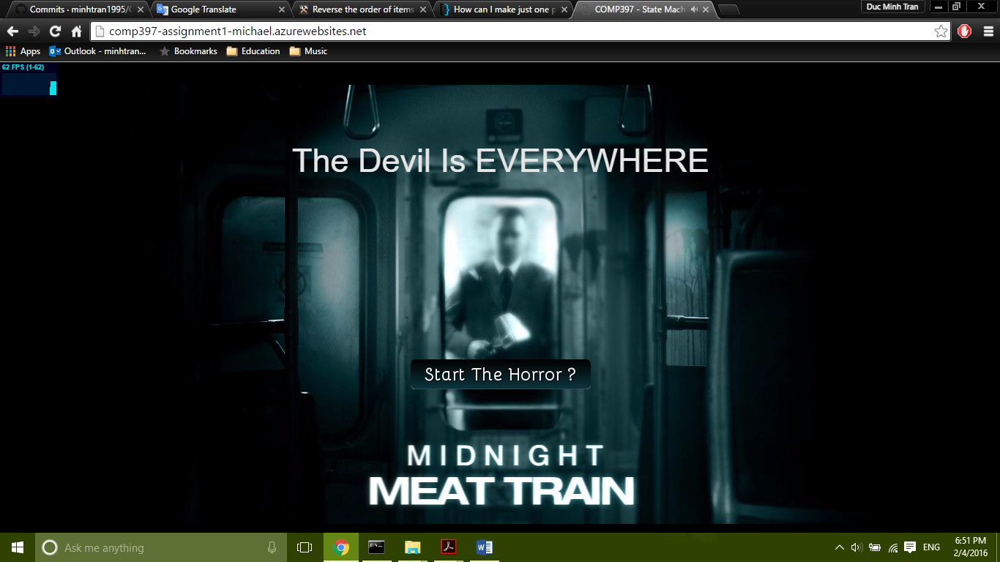 Commits · minhtran1995/C
Google Translate
Reverse the order of items
How can I make just one p
COMP397 - State Mach
Duc Minh Tran
comp397-assignment1-michael.azurewebsites.net
Apps
Outlook - minhtran...
Bookmarks
Education
Music
62 FPS (1-62)
The Devil Is EVERYWHERE
Start The Horror ?
MIDNIGHT
MEAT TRAIN
Ask me anything
ENG
6:51 PM
2/4/2016